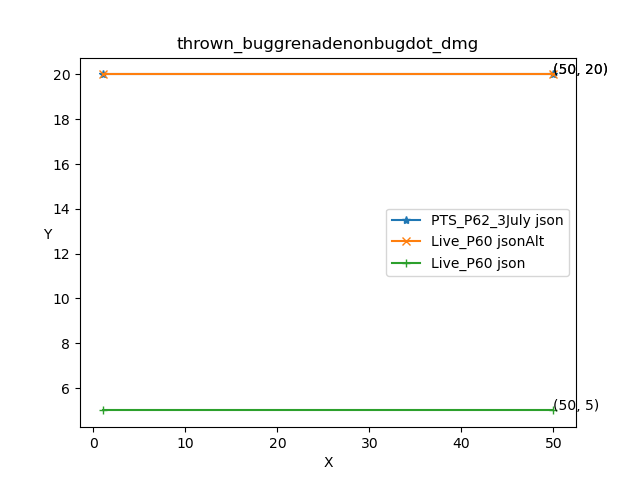 thrown_buggrenadenonbugdot_dmg
20
(50, 20)
18
16
14
Y
12
10
8
6
PTS_P62_3July json
Live_P60 jsonAlt
Live_P60 json
(50, 5)
0 10 20 30 40 50
X